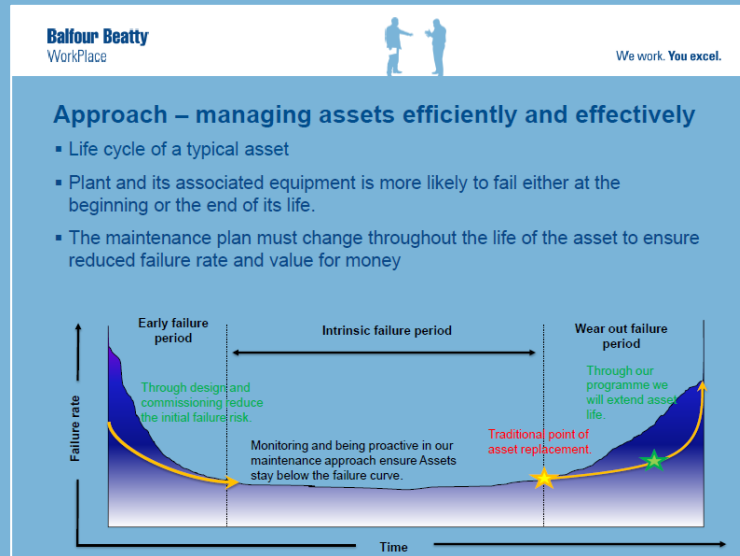 Balfour Beatty
WorkPlace
We work. You excel.
Approach – managing assets efficiently and effectively
▪ Life cycle of a typical asset
▪ Plant and its associated equipment is more likely to fail either at the
beginning or the end of its life.
▪ The maintenance plan must change throughout the life of the asset to ensure
reduced failure rate and value for money
Early failure
period
Intrinsic failure period
Wear out failure
period
Through design and
commissioning reduce
the initial failure risk.
Through our
programme we
will extend asset
life.
Monitoring and being proactive in our
maintenance approach ensure Assets
stay below the failure curve.
Traditional point of
asset replacement.
Failure rate
Time